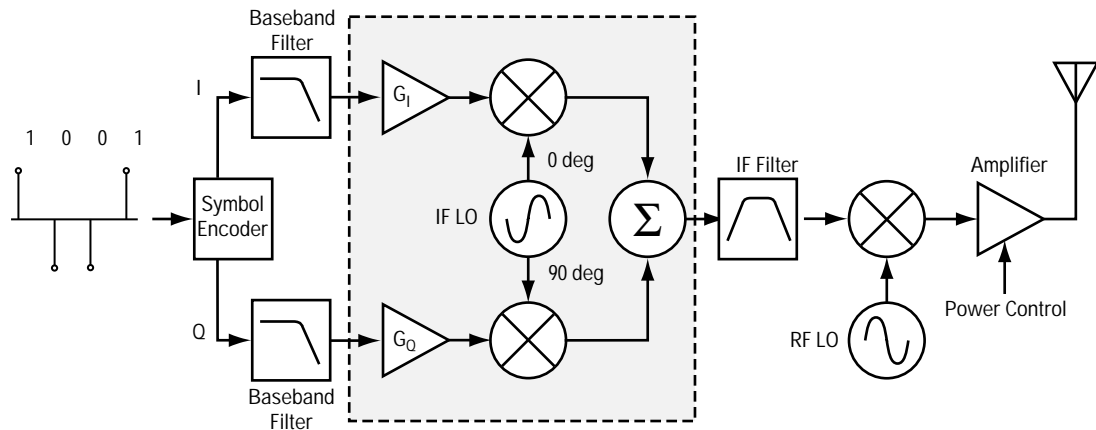 Baseband
Filter
I
G_I
1 0 0 1
0 deg
IF Filter
Amplifier
Symbol
Encoder
IF LO
Σ
90 deg
Power Control
Q
G_Q
RF LO
Baseband
Filter